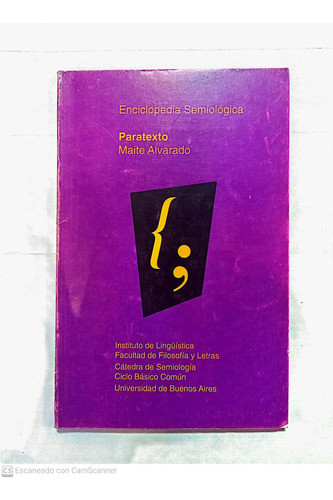 Enciclopedia Semiológica
Paratexto
Maite Alvarado
{;
Instituto de Lingüística
Facultad de Filosofía y Letras
Cátedra de Semiología
Ciclo Básico Común
Universidad de Buenos Aires
CS Escaneado con CamScanner